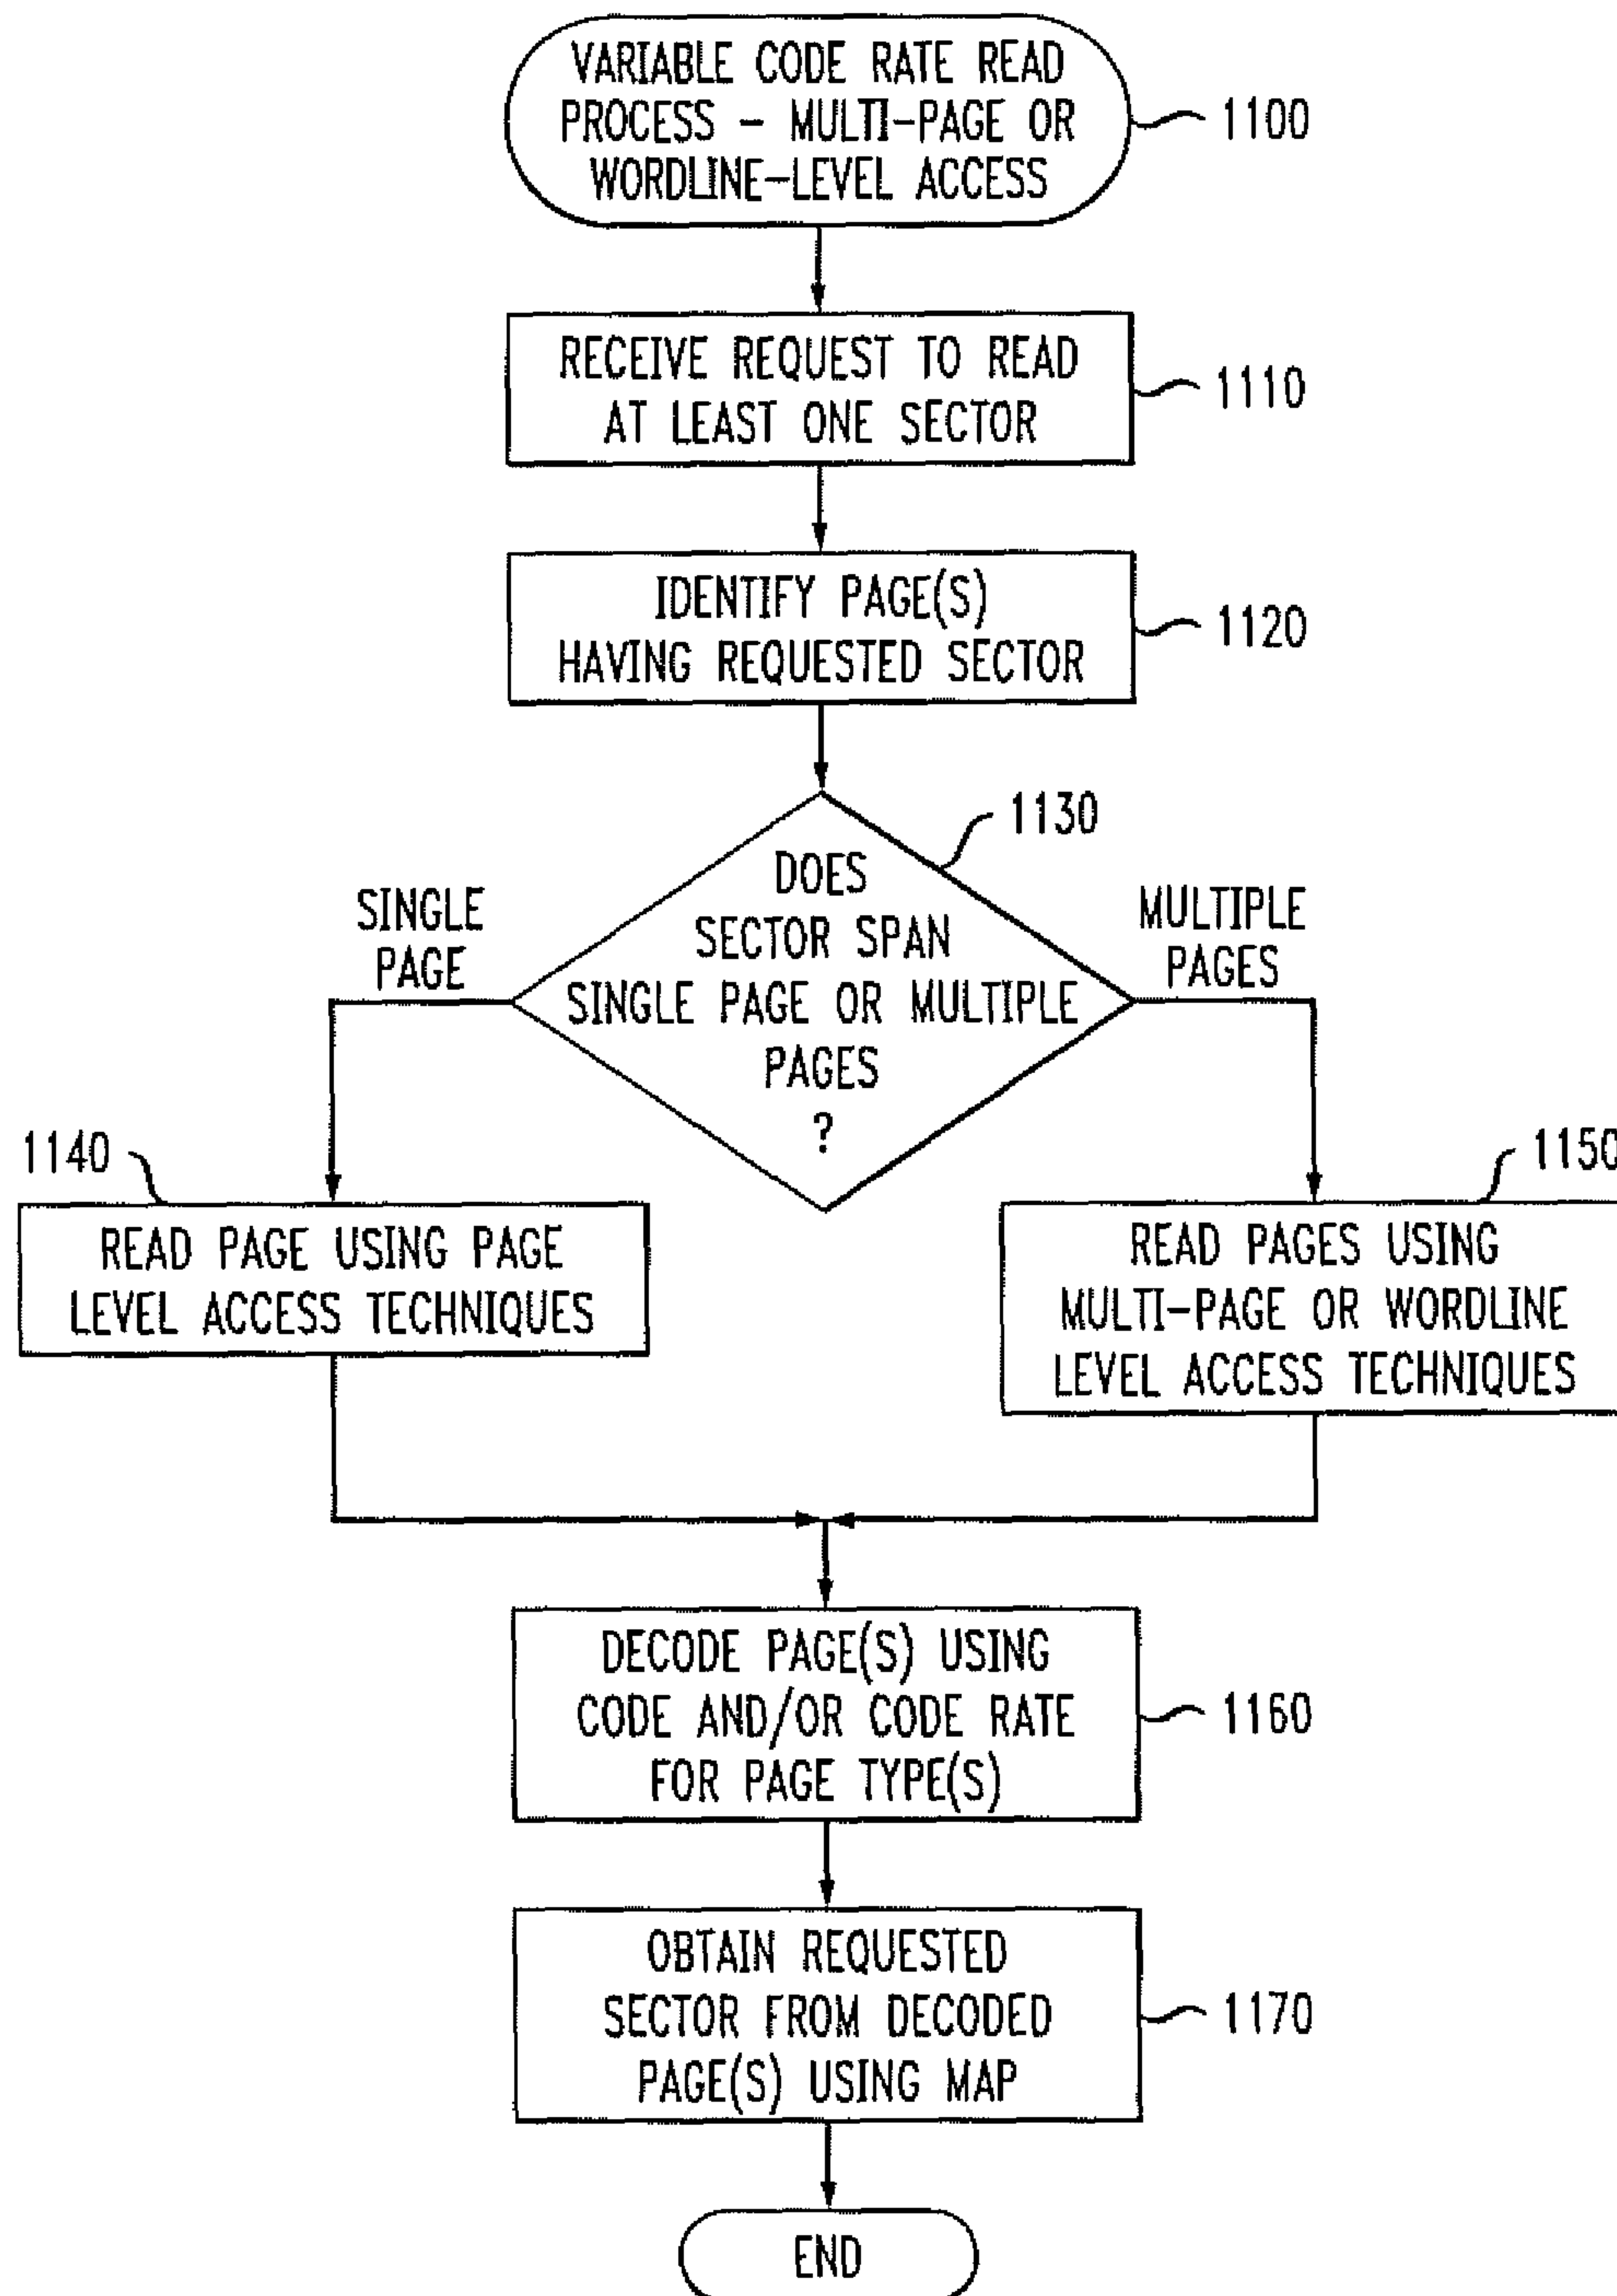 VARIABLE CODE RATE READ
PROCESS - MULTI-PAGE OR
WORDLINE-LEVEL ACCESS
1100
RECEIVE REQUEST TO READ
AT LEAST ONE SECTOR
1110
IDENTIFY PAGE(S)
HAVING REQUESTED SECTOR
1120
1130
DOES
SECTOR SPAN
SINGLE PAGE OR MULTIPLE
PAGES
?
SINGLE
PAGE
MULTIPLE
PAGES
1140
READ PAGE USING PAGE
LEVEL ACCESS TECHNIQUES
1150
READ PAGES USING
MULTI-PAGE OR WORDLINE
LEVEL ACCESS TECHNIQUES
DECODE PAGE(S) USING
CODE AND/OR CODE RATE
FOR PAGE TYPE(S)
1160
OBTAIN REQUESTED
SECTOR FROM DECODED
PAGE(S) USING MAP
1170
END